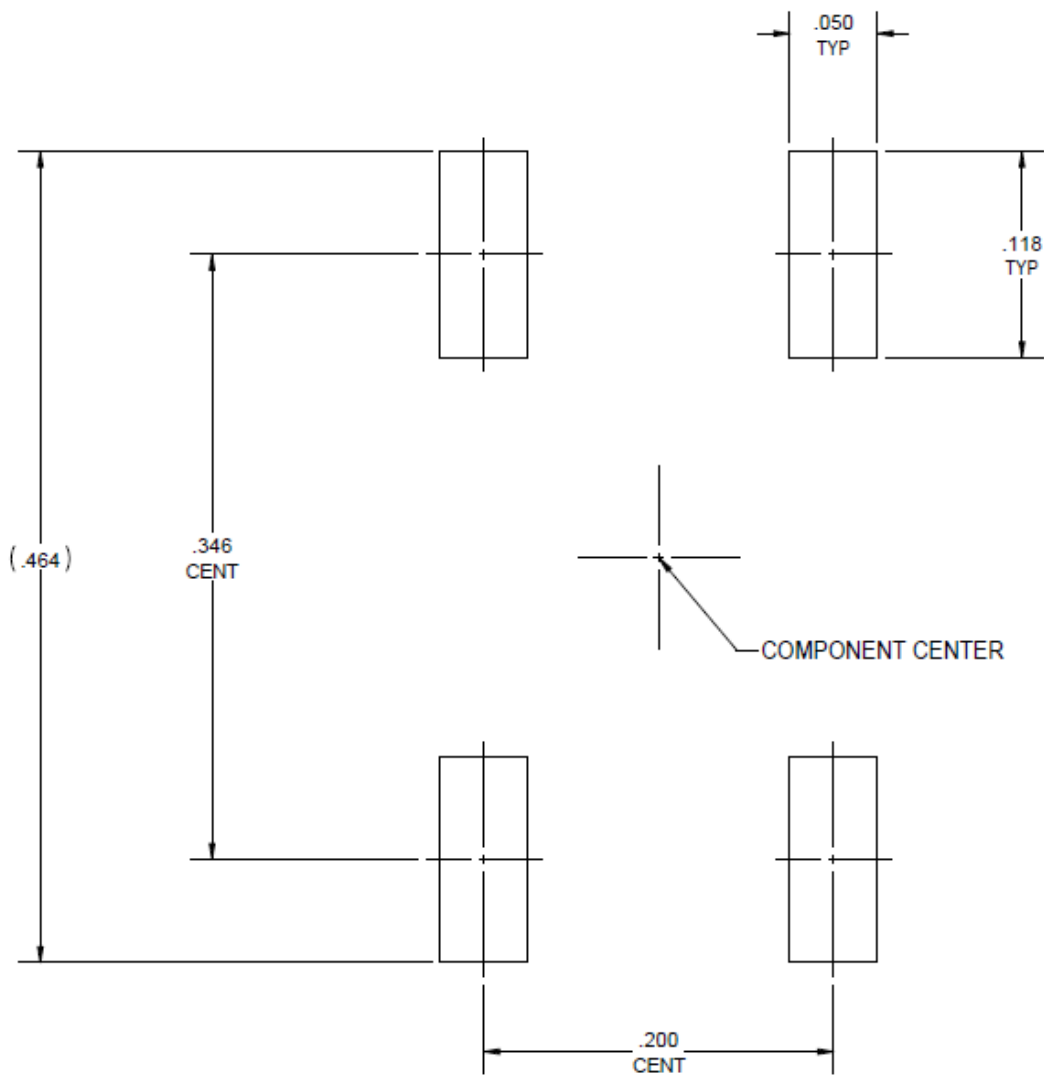 .050
TYP
.118
TYP
(.464)
.346
CENT
COMPONENT CENTER
.200
CENT